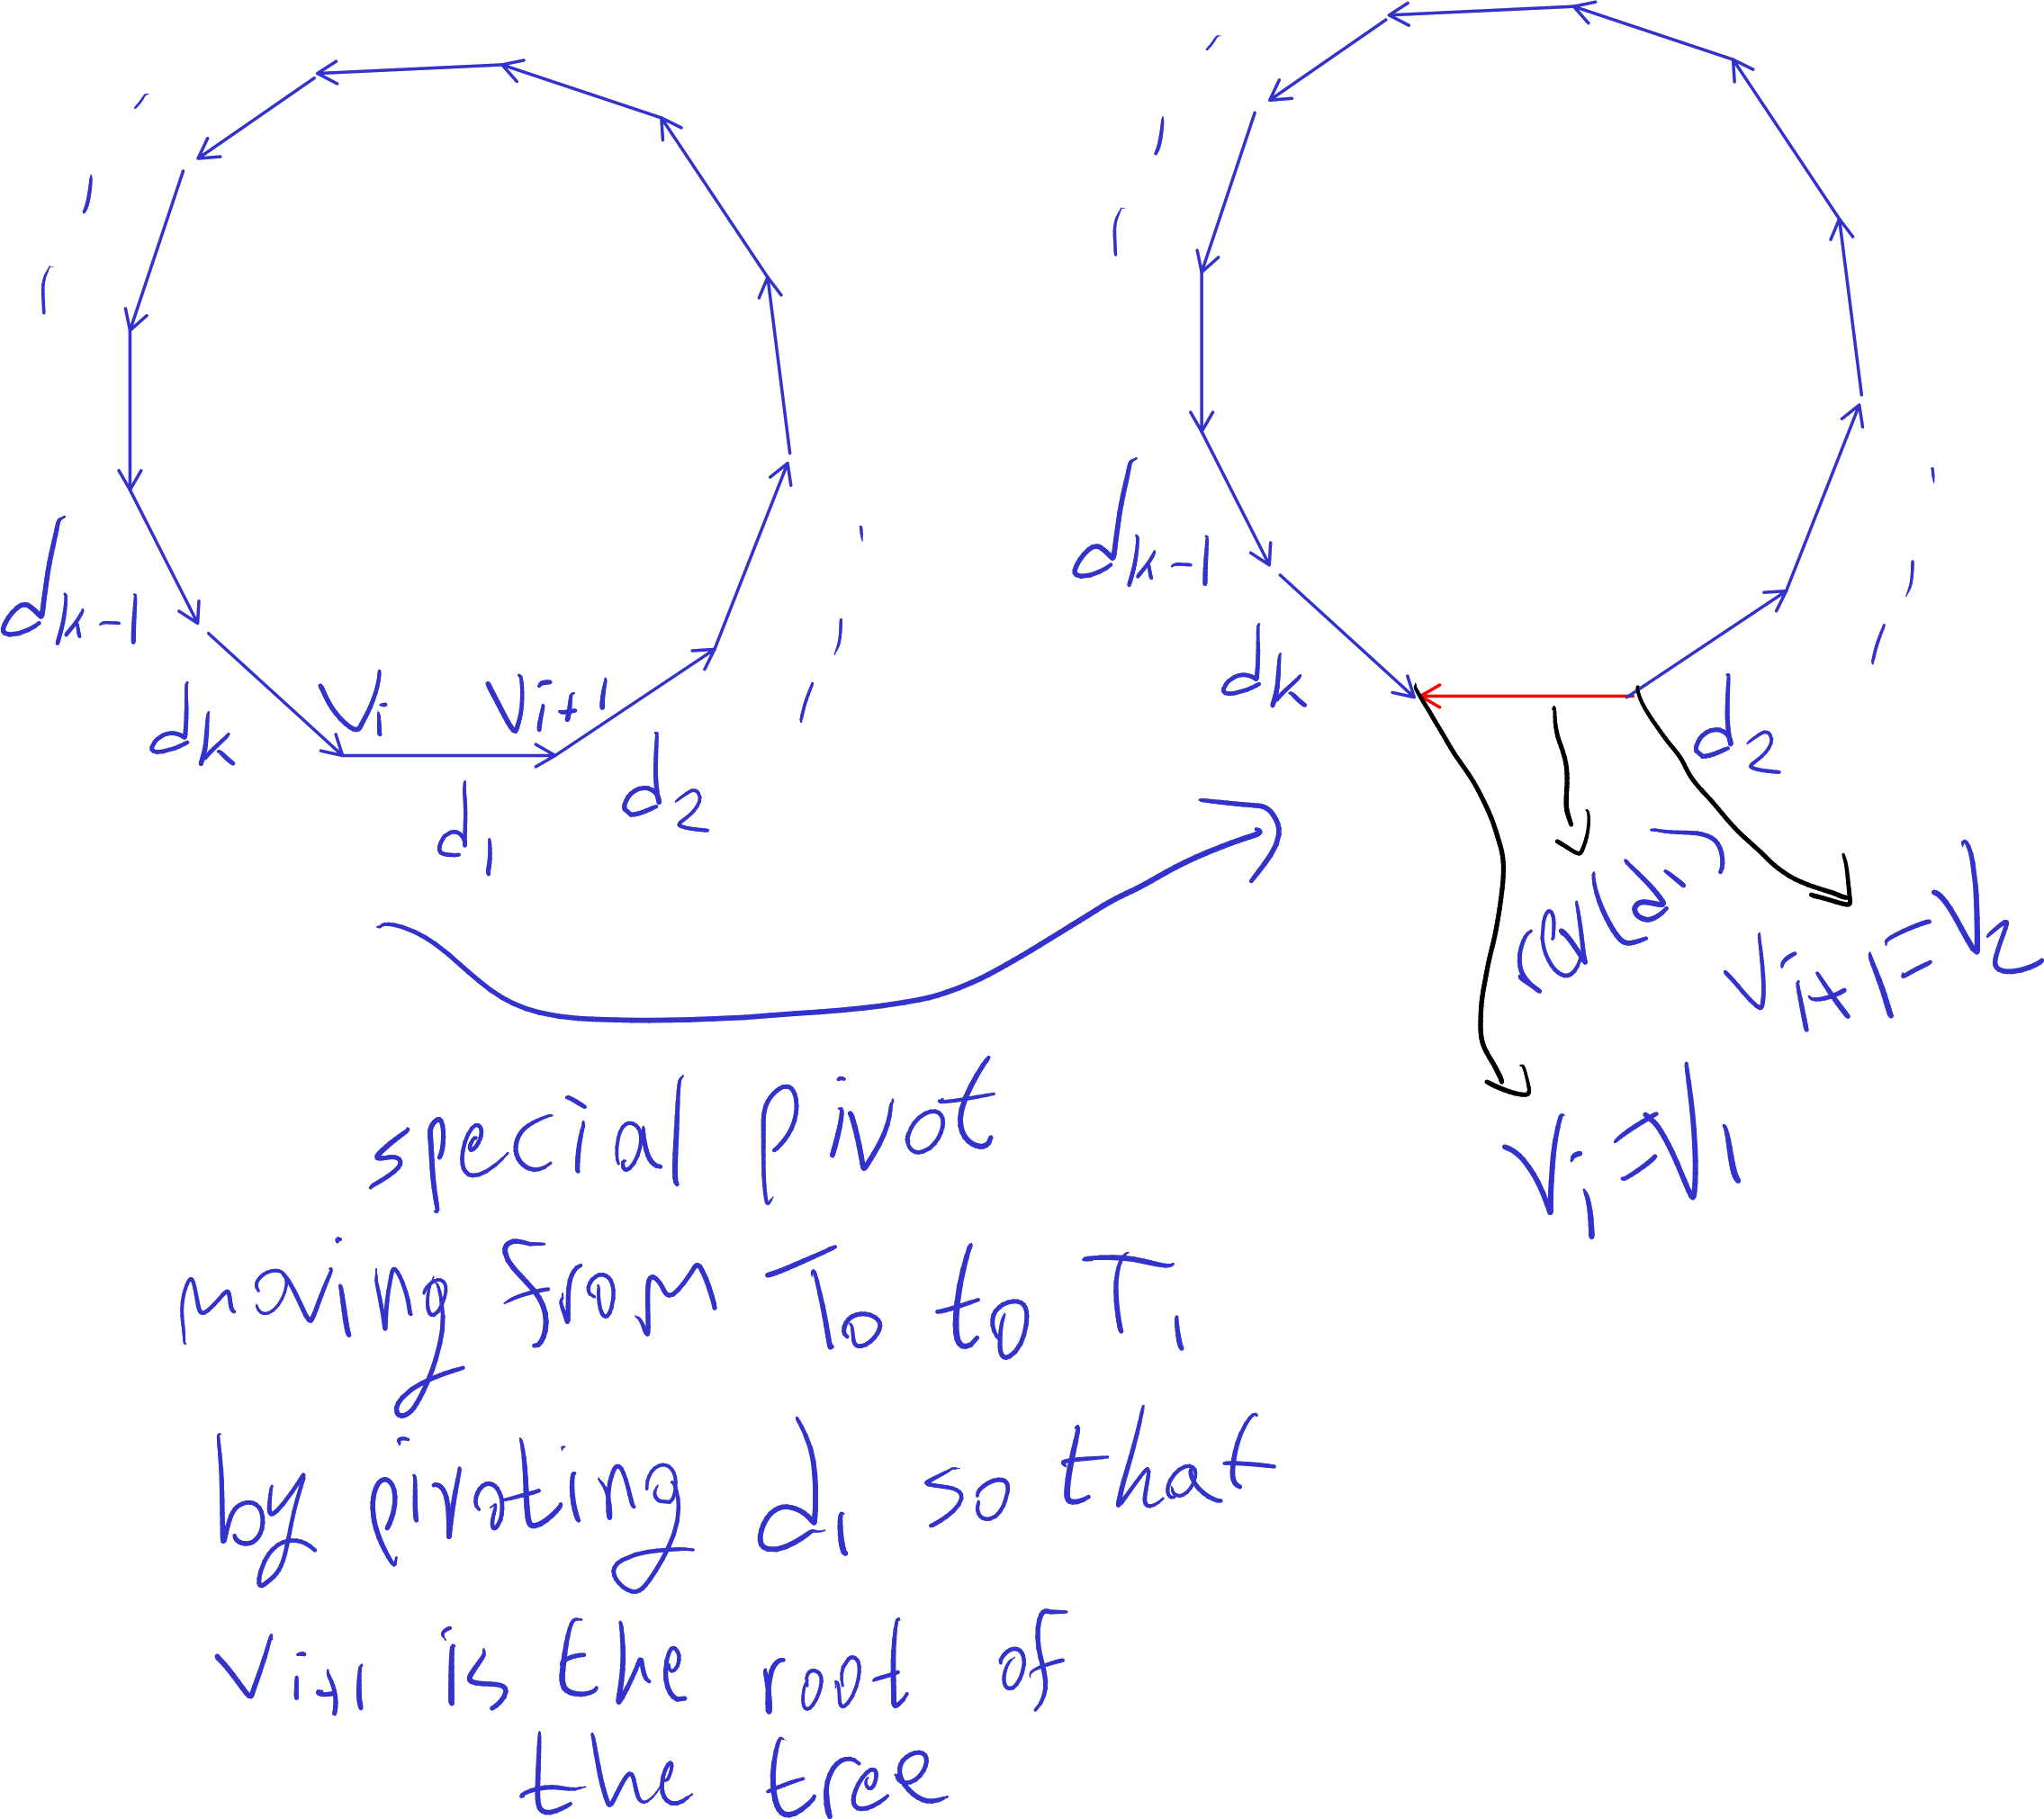 d_{k-1}
d_k
v_i
v_{i+1}
d_1
d_2
d_{k-1}
d_k
d_2
rev(d_1)
v_{i+1}=v_2
v_i=v_1
special pivot
moving from T_0 to T_1
by pivoting d_1 so that
v_{i+1} is the root of
the tree